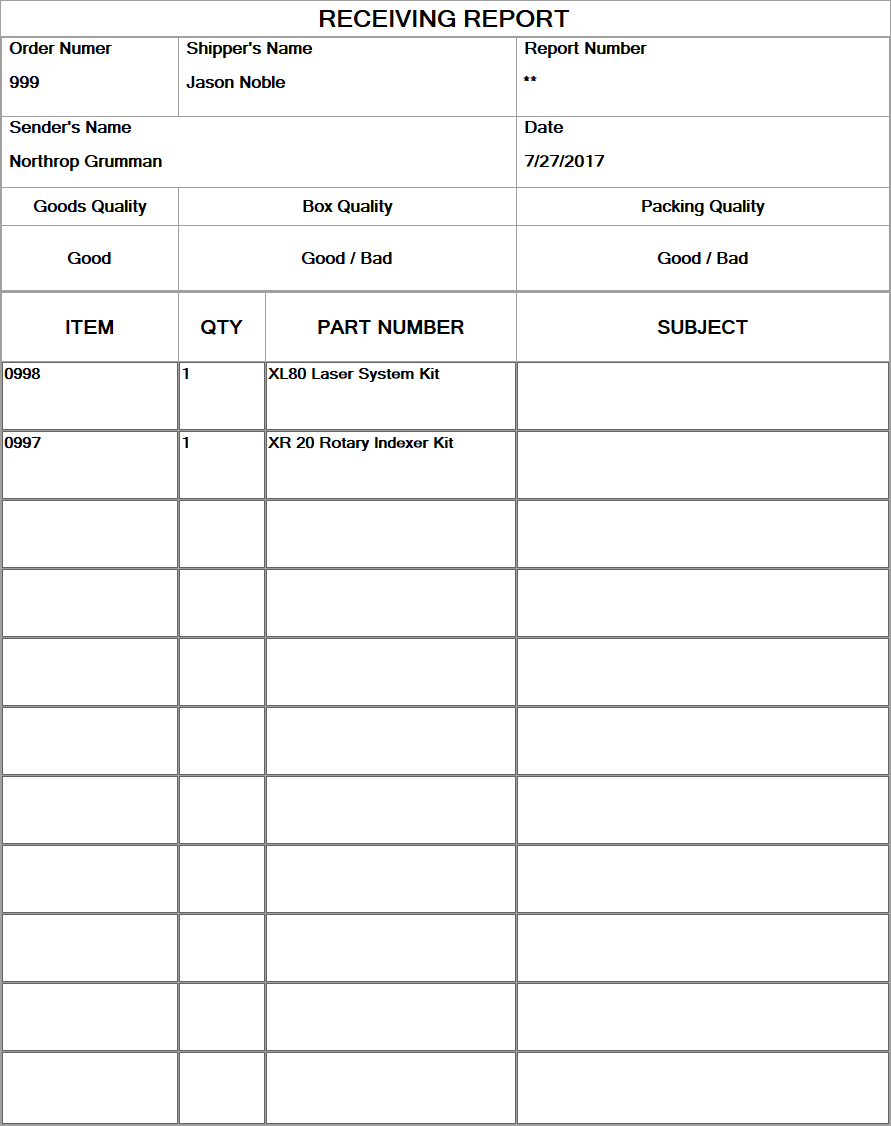 RECEIVING REPORT
Order Numer Shipper's Name Report Number
999 Jason Noble **
Sender's Name Date
Northrop Grumman 7/27/2017
Goods Quality Box Quality Packing Quality
Good Good / Bad Good / Bad
ITEM QTY PART NUMBER SUBJECT
0998 1 XL80 Laser System Kit
0997 1 XR 20 Rotary Indexer Kit